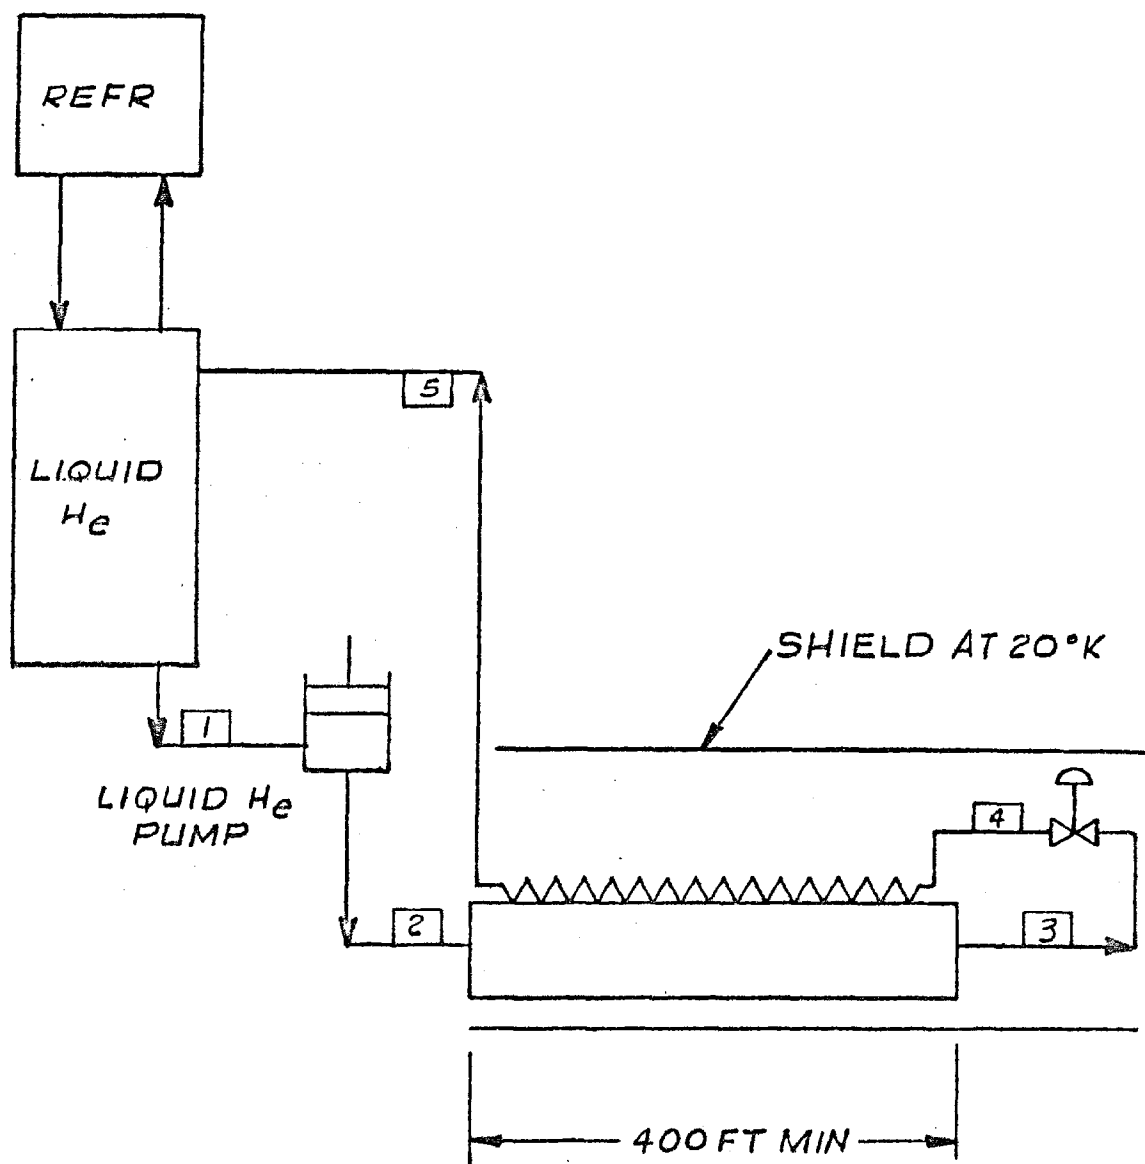 REFR
5
LIQUID
He
SHIELD AT 20°K
1
LIQUID He
PUMP
4
2
3
400 FT MIN